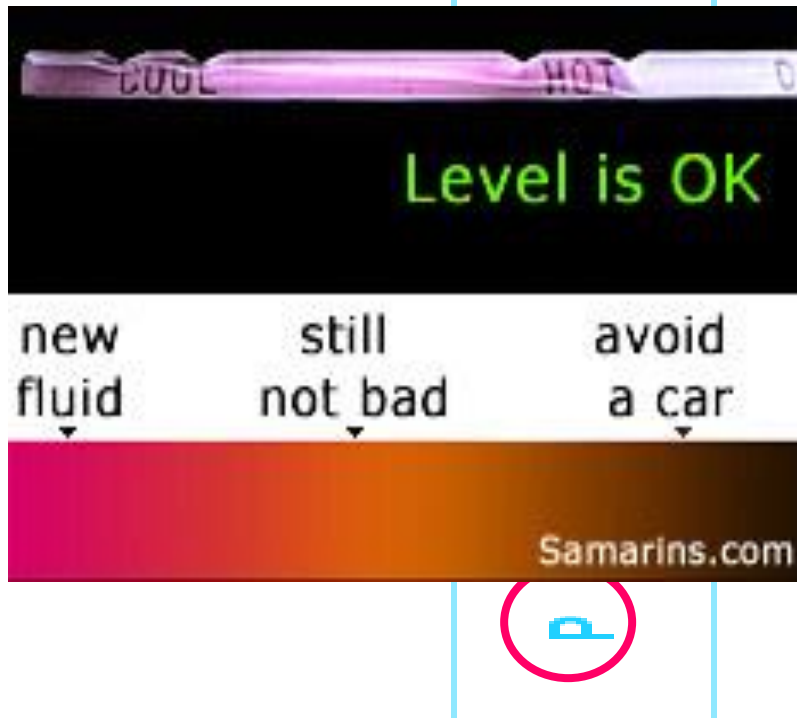 COOL HOT
Level is OK
new still avoid
fluid not bad a car
Samarins.com